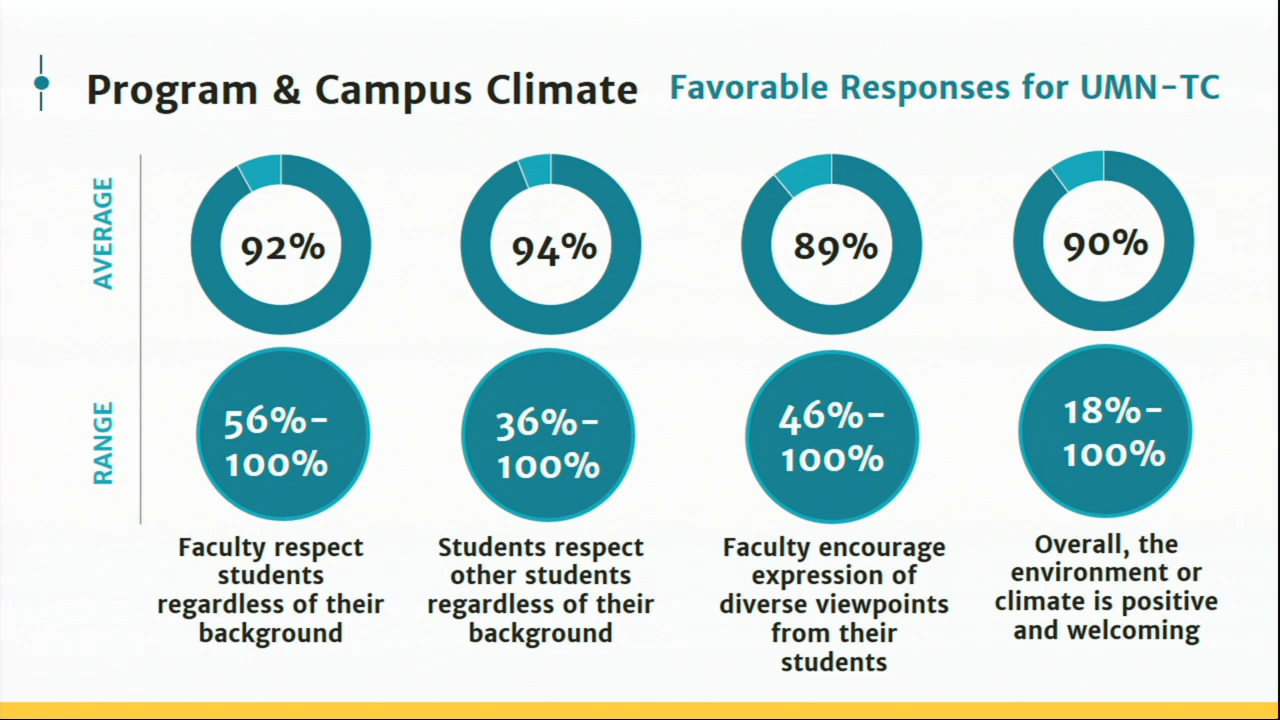 Program & Campus Climate Favorable Responses for UMN-TC
AVERAGE
92%
94%
89%
90%
RANGE
56%-
100%
36%-
100%
46%-
100%
18%-
100%
Faculty respect
students
regardless of their
background
Students respect
other students
regardless of their
background
Faculty encourage
expression of
diverse viewpoints
from their
students
Overall, the
environment or
climate is positive
and welcoming